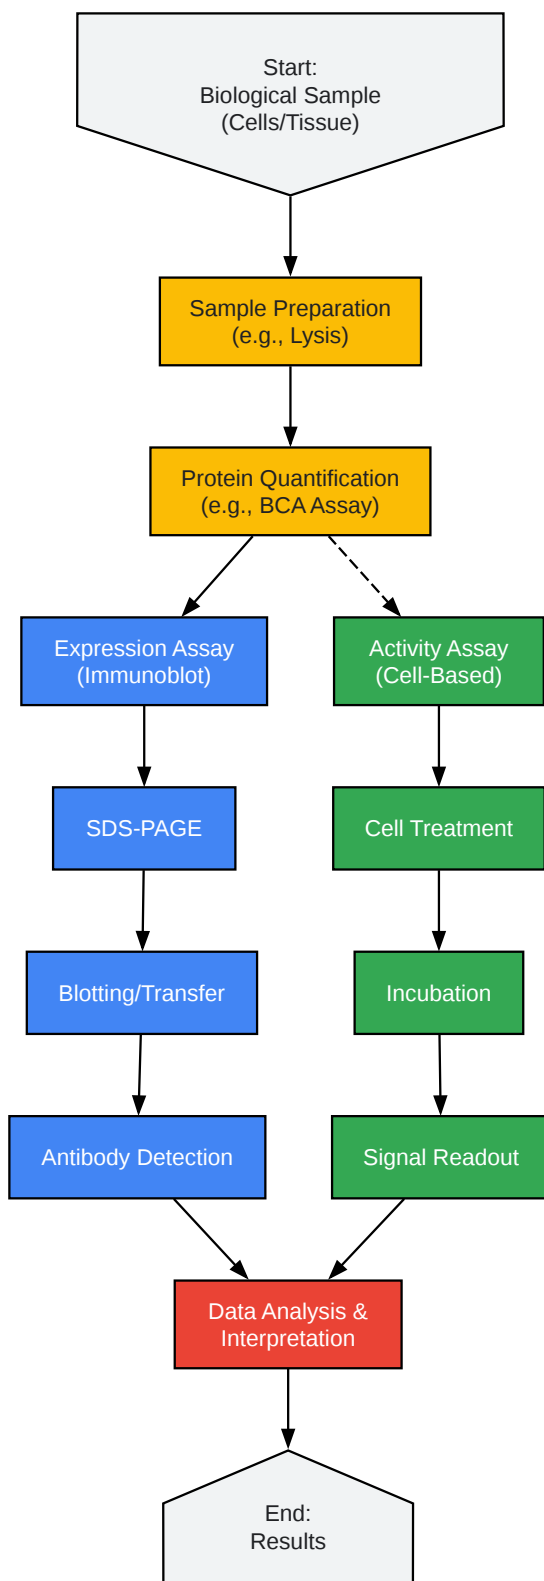 Start:
Biological Sample
(Cells/Tissue)
Sample Preparation
(e.g., Lysis)
Protein Quantification
(e.g., BCA Assay)
Expression Assay
(Immunoblot)
Activity Assay
(Cell-Based)
SDS-PAGE
Cell Treatment
Blotting/Transfer
Incubation
Antibody Detection
Signal Readout
Data Analysis &
Interpretation
End:
Results